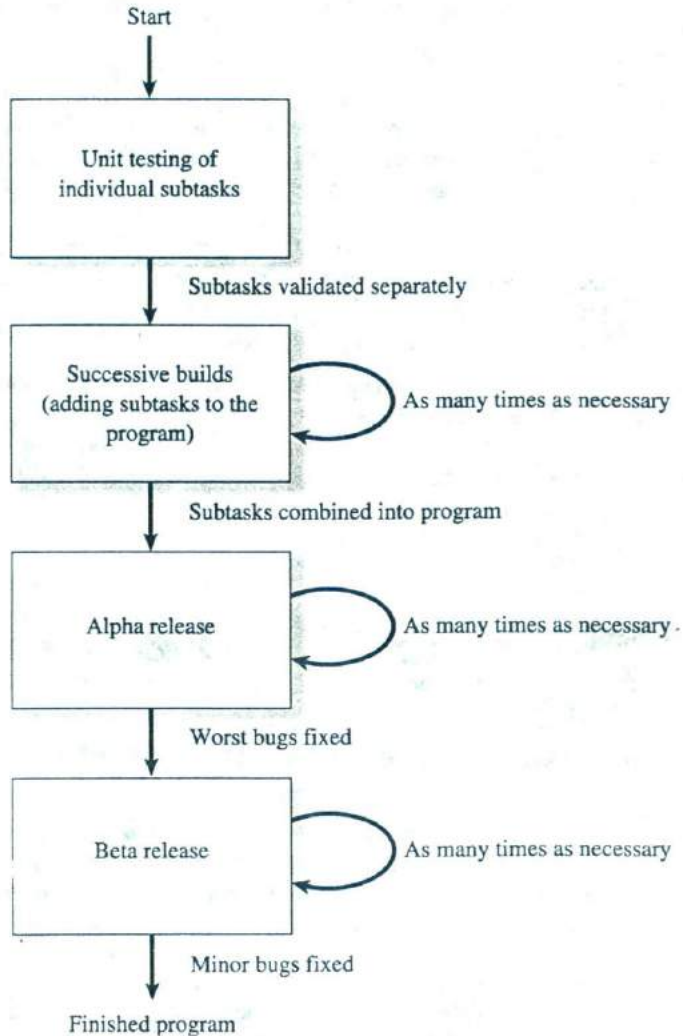 Start
Unit testing of
individual subtasks
Subtasks validated separately
Successive builds
(adding subtasks to the
program)
As many times as necessary
Subtasks combined into program
Alpha release
As many times as necessary
Worst bugs fixed
Beta release
As many times as necessary
Minor bugs fixed
Finished program